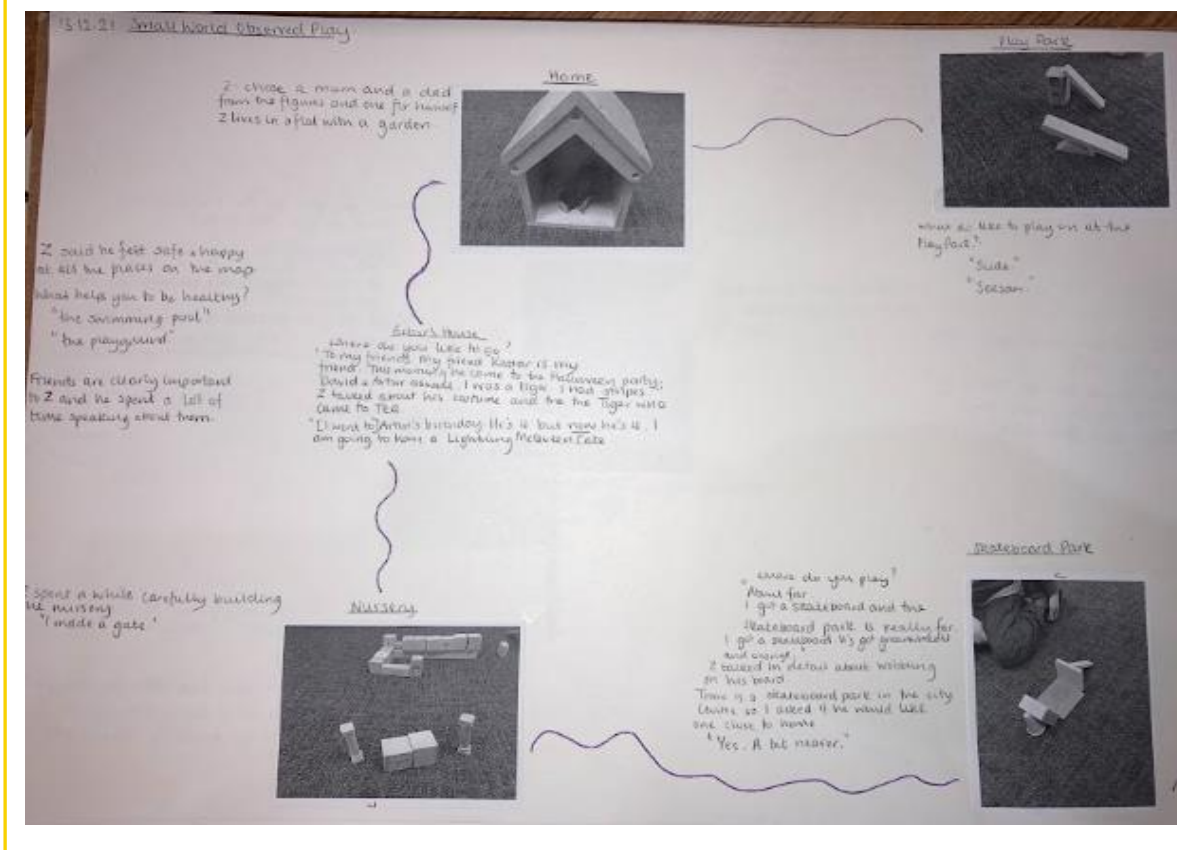 13.12.21 Small World Observed Play
Home
Z chose a mum and a dad
from the figures and one for himself
Z lives in a flat with a garden
Play Park
What do like to play on at the
Play Park?
"Slide"
"Seesaw"
Z said he felt safe & happy
at all the places on the map
What helps you to be healthy?
"the swimming pool"
"the playground"
Friends are clearly important
to Z and he spent a lot of
time speaking about them.
House
Where do you like to go?
"To my friends. My friend is my
friend. This morning he come to the Halloween party,
David & Artur. I was a tiger. I had stripes"
Z talked about his costume and the the Tiger who
came to TEA
"[I went to] Artur's birthday. He's but now he's 4. I
am going to have a Lightning McQueen Cake
spent a while carefully building
the nursery
"I made a gate"
Nursery
Skateboard Park
Where do you play?
far
I got a skateboard and the
skateboard park is really far.
I got a skateboard. It's got
and orange"
Z talked in detail about
on his board
There is a skateboard park in the city
centre so I asked if he would like
one close to home
"Yes. A bit nearer."